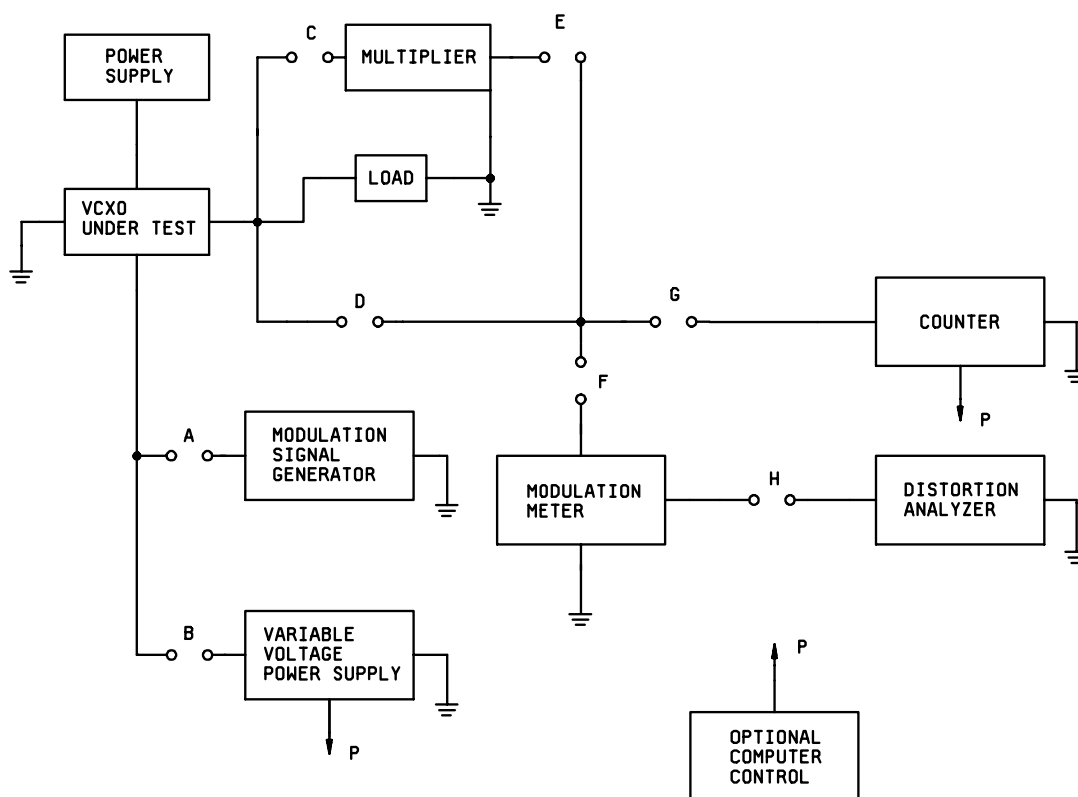 E
C
POWER
SUPPLY
MULTIPLIER
LOAD
VCXO
UNDER TEST
D
G
COUNTER
F
P
A
MODULATION
SIGNAL
GENERATOR
H
MODULATION
METER
DISTORTION
ANALYZER
B
VARIABLE
VOLTAGE
POWER SUPPLY
P
P
OPTIONAL
COMPUTER
CONTROL